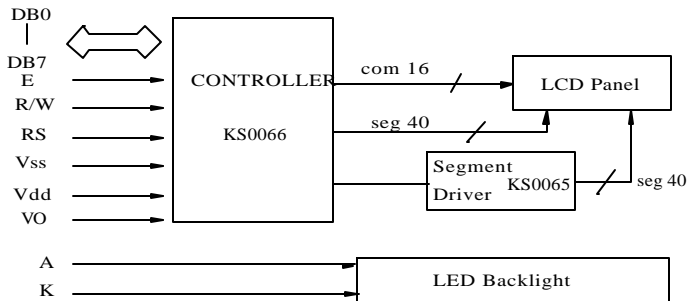 DB0
DB7
E
R/W
RS
Vss
Vdd
VO
CONTROLLER
KS0066
com 16
seg 40
LCD Panel
Segment
Driver
KS0065
seg 40
A
K
LED Backlight